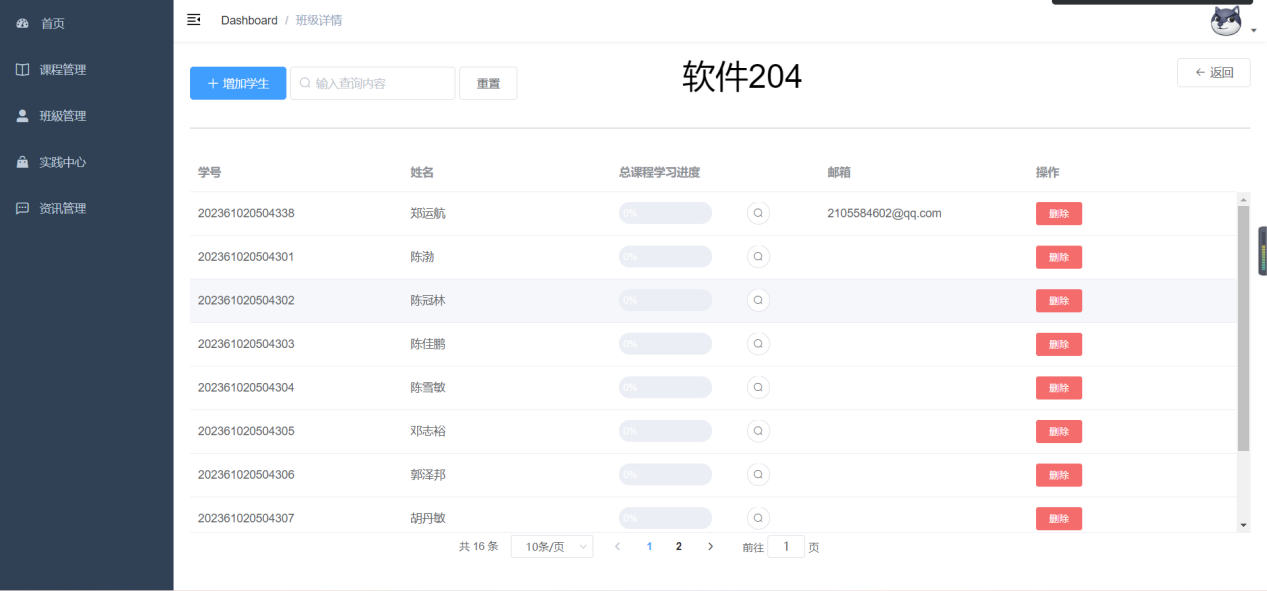 首页
课程管理
班级管理
实践中心
资讯管理
Dashboard / 班级详情
+ 增加学生 输入查询内容 重置
软件204
← 返回
学号 姓名 总课程学习进度 邮箱 操作
202361020504338 郑运航 0% 2105584602@qq.com 删除
202361020504301 陈渤 0% 删除
202361020504302 陈冠林 0% 删除
202361020504303 陈佳鹏 0% 删除
202361020504304 陈雪敏 0% 删除
202361020504305 邓志裕 0% 删除
202361020504306 郭泽邦 0% 删除
202361020504307 胡丹敏 0% 删除
共 16 条 10条/页 < 1 2 > 前往 1 页